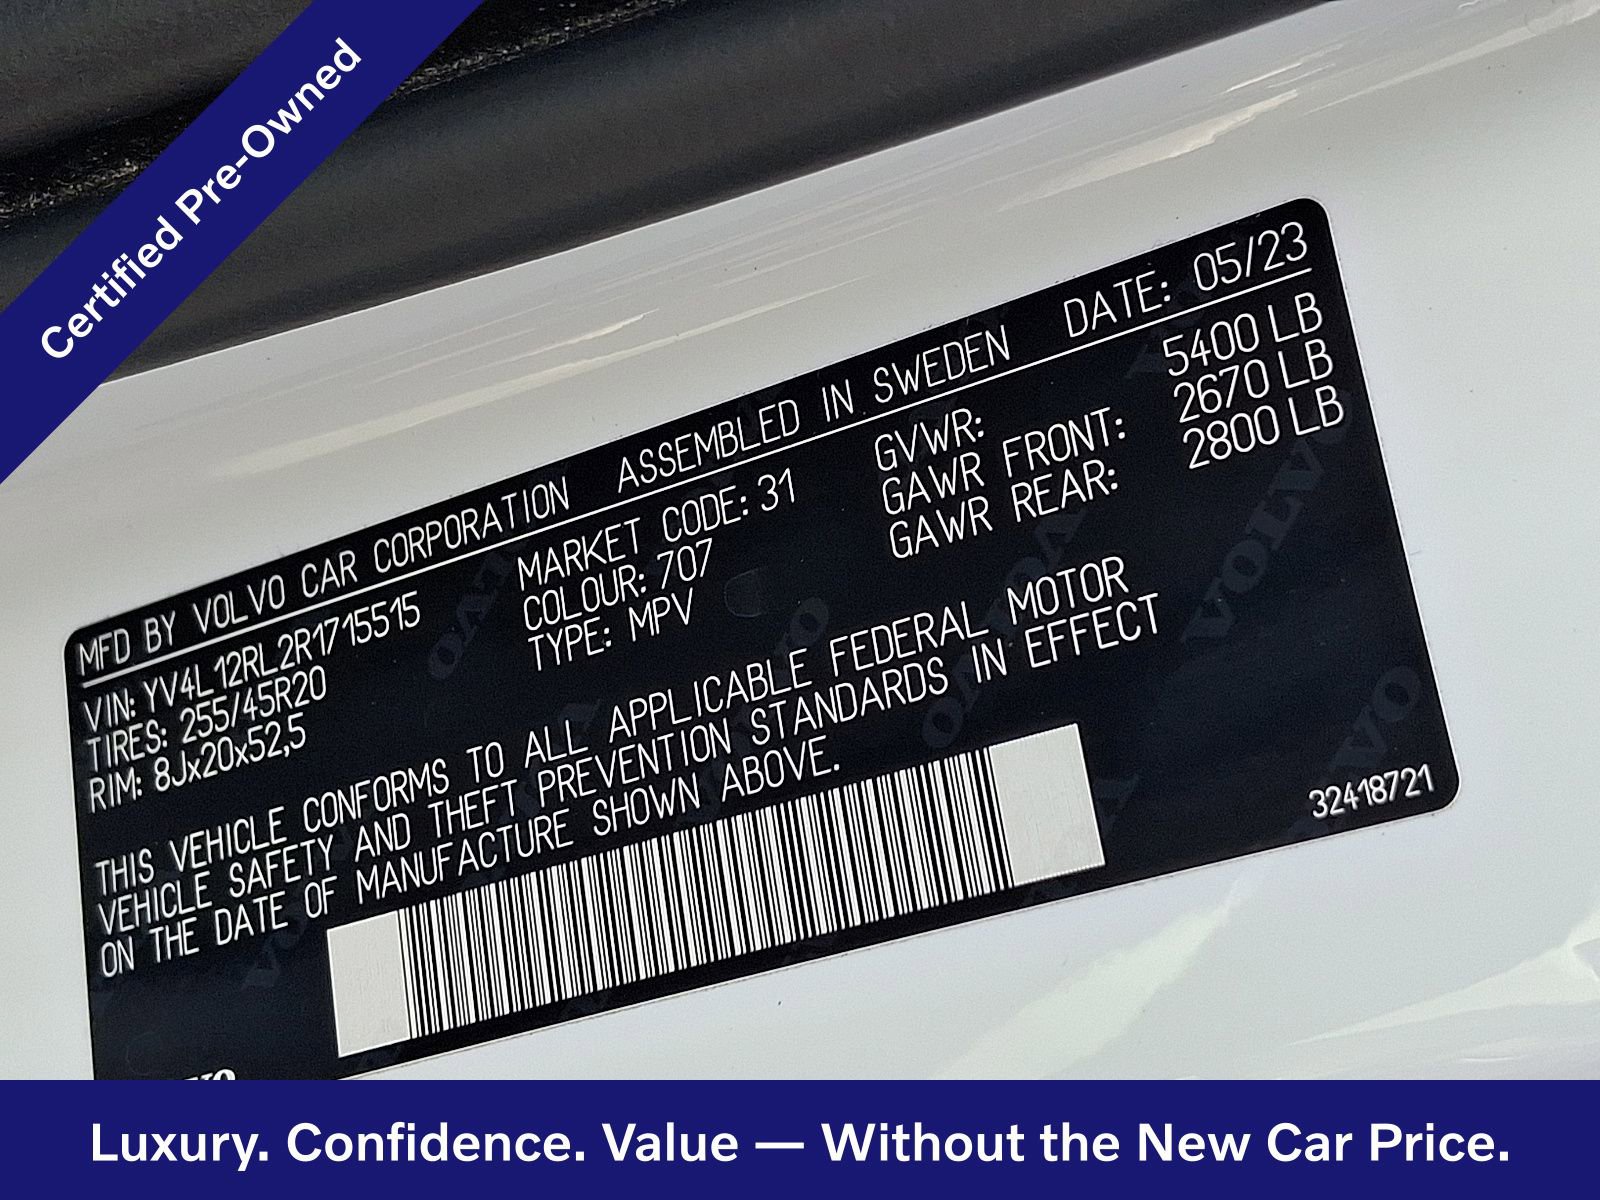 Certified Pre-Owned
MFD BY VOLVO CAR CORPORATION ASSEMBLED IN SWEDEN DATE: 05/23
VIN: YV4L12RL2R1715515 MARKET CODE: 31 GVWR: 5400 LB
TIRES: 255/45R20 COLOUR: 707 GAWR FRONT: 2670 LB
RIM: 8Jx20x52,5 TYPE: MPV GAWR REAR: 2800 LB
THIS VEHICLE CONFORMS TO ALL APPLICABLE FEDERAL MOTOR
VEHICLE SAFETY AND THEFT PREVENTION STANDARDS IN EFFECT
ON THE DATE OF MANUFACTURE SHOWN ABOVE.
32418721
Luxury. Confidence. Value — Without the New Car Price.